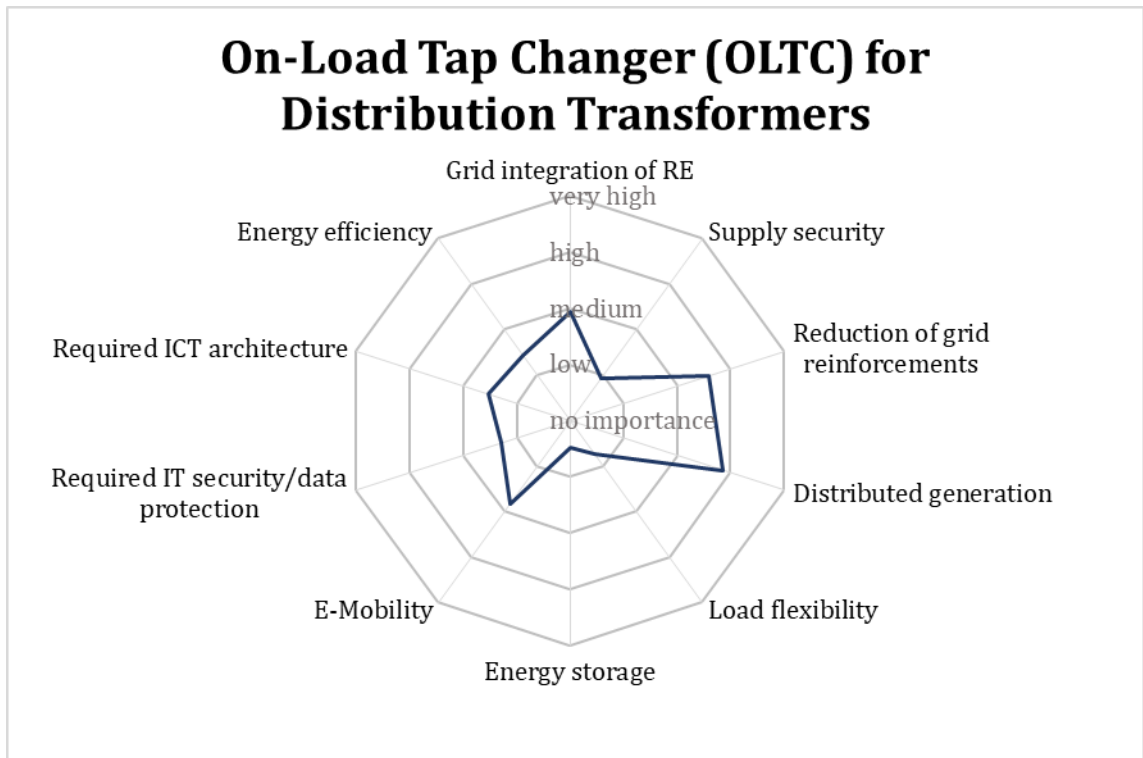 On-Load Tap Changer (OLTC) for
Distribution Transformers
Grid integration of RE
very high
Energy efficiency
Supply security
high
medium
Reduction of grid
reinforcements
Required ICT architecture
low
no importance
Required IT security/data
protection
Distributed generation
E-Mobility
Load flexibility
Energy storage